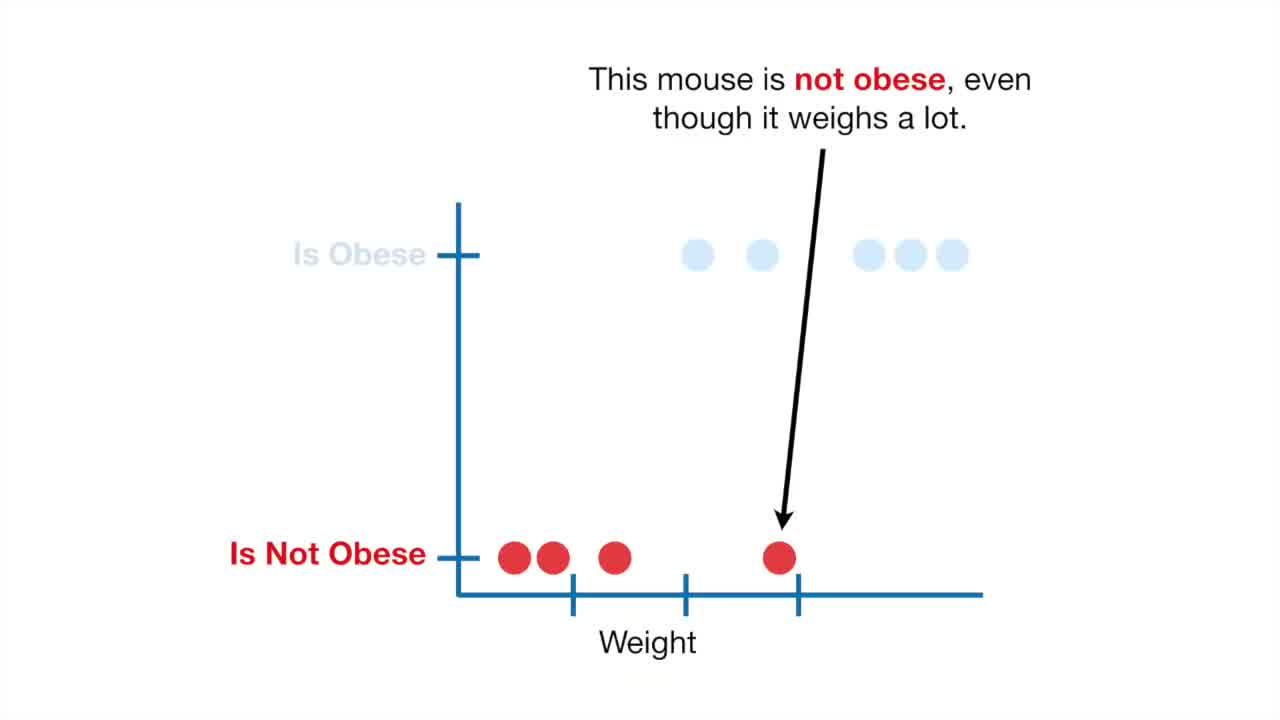 This mouse is not obese, even
though it weighs a lot.
Is Obese
Is Not Obese
Weight